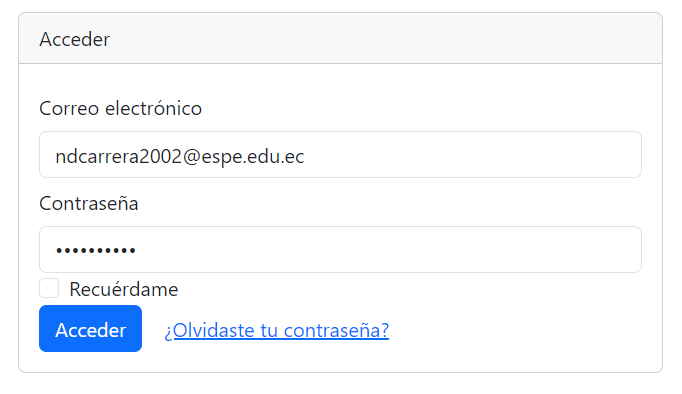 Acceder
Correo electrónico
ndcarrera2002@espe.edu.ec
Contraseña
••••••••••
Recuérdame
Acceder ¿Olvidaste tu contraseña?